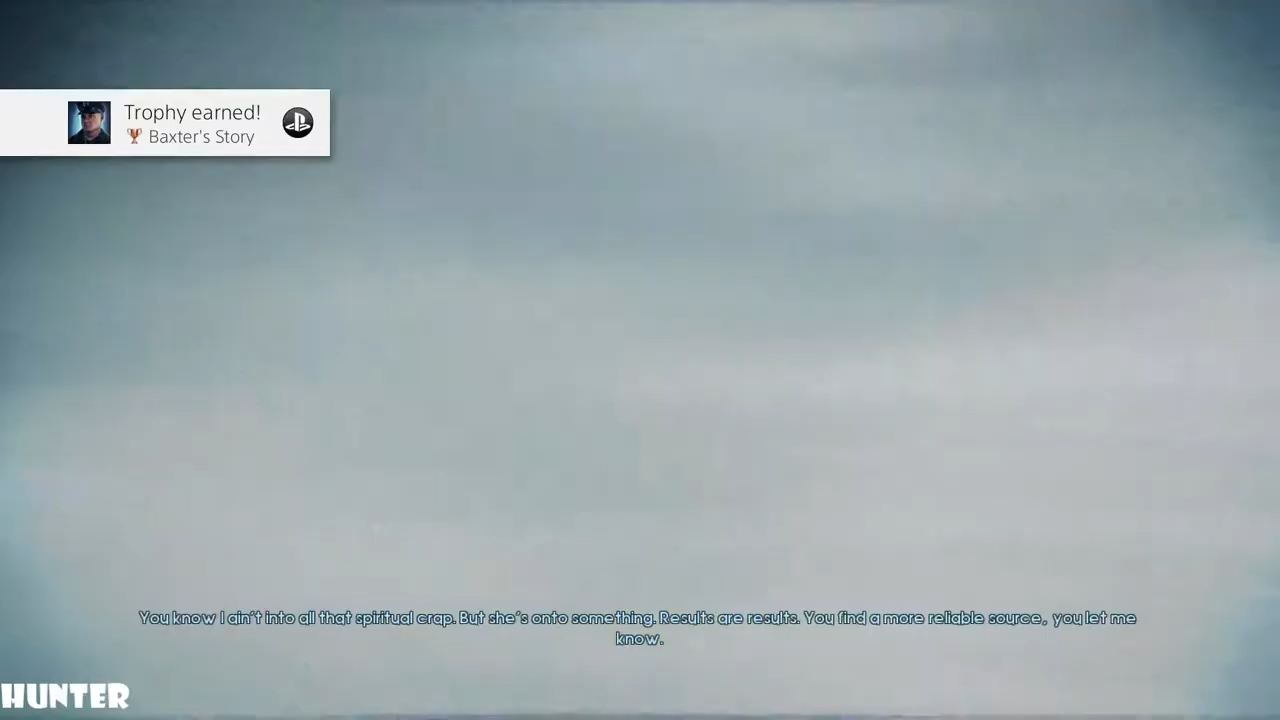 Trophy earned!
Baxter's Story
You know I ain't into all that spiritual crap. But she's onto something. Results are results. You find a more reliable source, you let me
know.
HUNTER